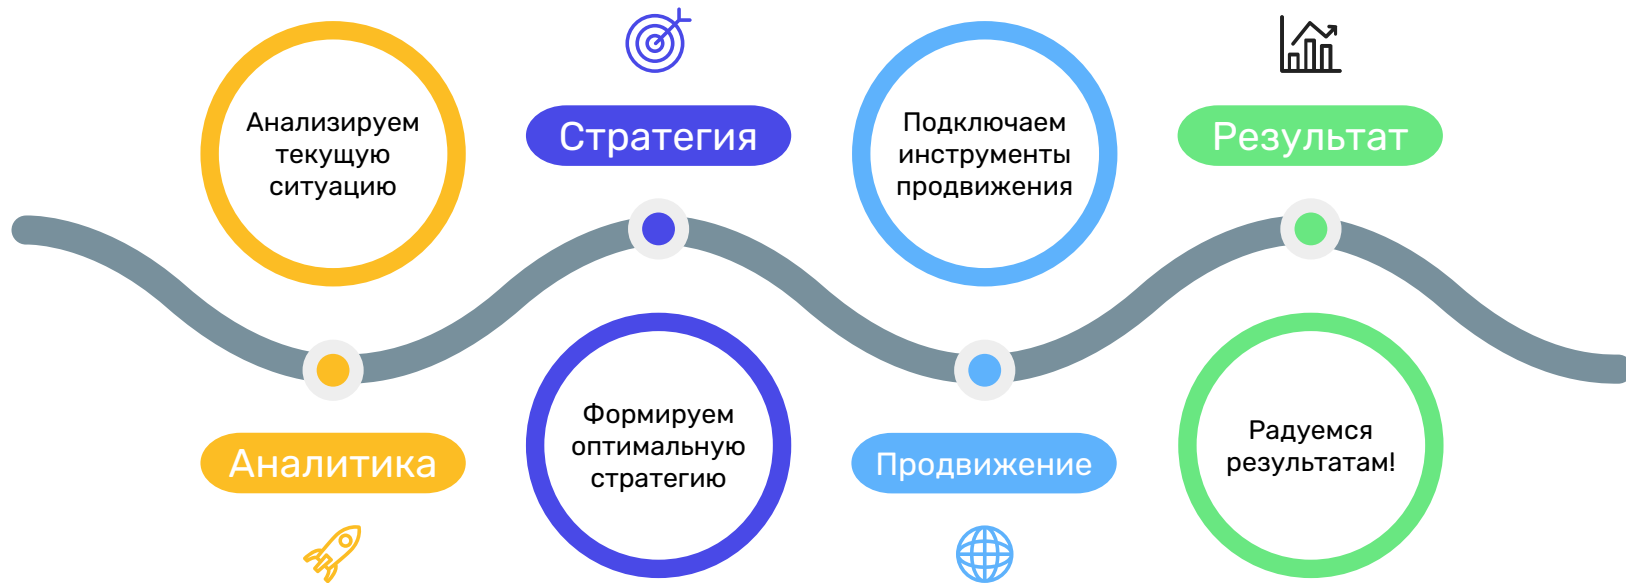 Анализируем
текущую
ситуацию
Аналитика
Стратегия
Формируем
оптимальную
стратегию
Подключаем
инструменты
продвижения
Продвижение
Результат
Радуемся
результатам!